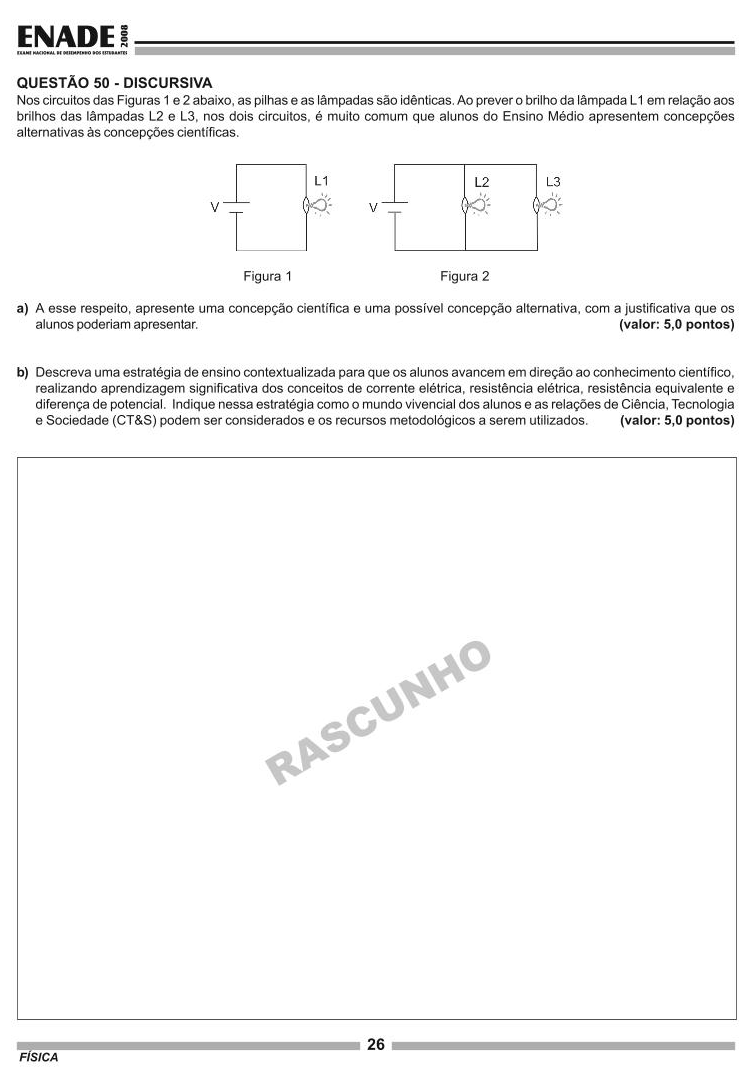 ENADE 2008
EXAME NACIONAL DE DESEMPENHO DOS ESTUDANTES
QUESTÃO 50 - DISCURSIVA
Nos circuitos das Figuras 1 e 2 abaixo, as pilhas e as lâmpadas são idênticas. Ao prever o brilho da lâmpada L1 em relação aos
brilhos das lâmpadas L2 e L3, nos dois circuitos, é muito comum que alunos do Ensino Médio apresentem concepções
alternativas às concepções científicas.
L1 L2 L3
V V
Figura 1 Figura 2
a) A esse respeito, apresente uma concepção científica e uma possível concepção alternativa, com a justificativa que os
alunos poderiam apresentar. (valor: 5,0 pontos)
b) Descreva uma estratégia de ensino contextualizada para que os alunos avancem em direção ao conhecimento científico,
realizando aprendizagem significativa dos conceitos de corrente elétrica, resistência elétrica, resistência equivalente e
diferença de potencial. Indique nessa estratégia como o mundo vivencial dos alunos e as relações de Ciência, Tecnologia
e Sociedade (CT&S) podem ser considerados e os recursos metodológicos a serem utilizados. (valor: 5,0 pontos)
RASCUNHO
26
FÍSICA